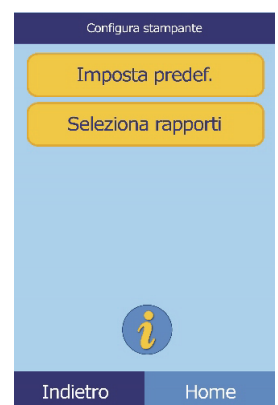 Configura stampante
Imposta predef.
Seleziona rapporti
i
Indietro Home